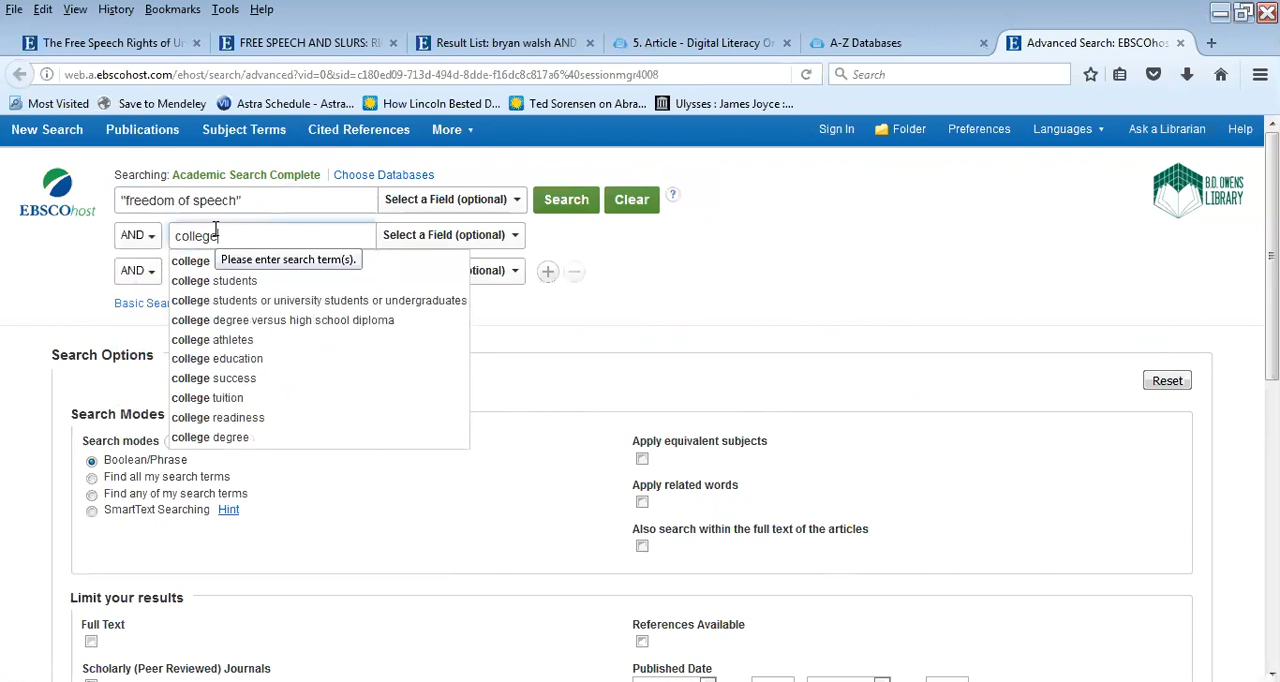 File Edit View History Bookmarks Tools Help
The Free Speech Rights of Un × FREE SPEECH AND SLURS: RI × Result List: bryan walsh AND × 5. Article - Digital Literacy Or × A-Z Databases × Advanced Search: EBSCOhos × +
web.a.ebscohost.com/ehost/search/advanced?vid=0&sid=c180ed09-713d-494d-8dde-f16dc8c817a6%40sessionmgr4008 Search
Most Visited Save to Mendeley Astra Schedule - Astra... How Lincoln Bested D... Ted Sorensen on Abra... Ulysses : James Joyce :...
New Search Publications Subject Terms Cited References More Sign In Folder Preferences Languages Ask a Librarian Help
Searching: Academic Search Complete Choose Databases
"freedom of speech" Select a Field (optional) Search Clear ?
EBSCOhost
B.D. OWENS
LIBRARY
AND college Select a Field (optional)
college Please enter search term(s).
AND tional)
college students
college students or university students or undergraduates
Basic Sea
college degree versus high school diploma
college athletes
college education
college success
college tuition
college readiness
college degree
Search Options
Reset
Search Modes
Search modes
Boolean/Phrase
Find all my search terms
Find any of my search terms
SmartText Searching Hint
Apply equivalent subjects
Apply related words
Also search within the full text of the articles
Limit your results
Full Text
References Available
Scholarly (Peer Reviewed) Journals
Published Date